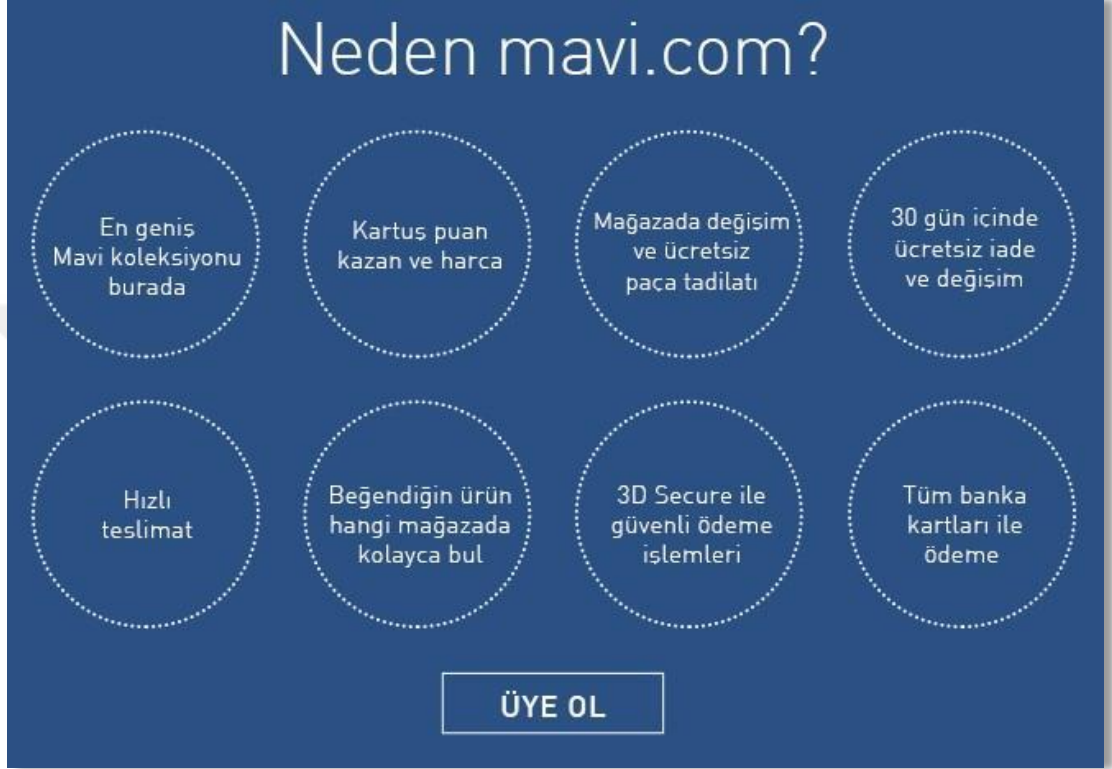 Neden mavi.com?
En geniş
Mavi koleksiyonu
burada
Kartuş puan
kazan ve harca
Mağazada değişim
ve ücretsiz
paça tadilatı
30 gün içinde
ücretsiz iade
ve değişim
Hızlı
teslimat
Beğendiğin ürün
hangi mağazada
kolayca bul
3D Secure ile
güvenli ödeme
işlemleri
Tüm banka
kartları ile
ödeme
ÜYE OL